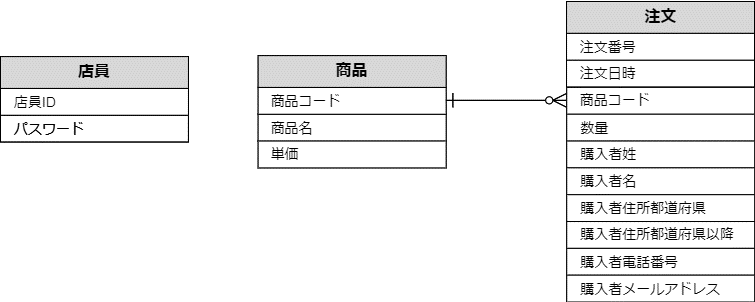 店員
店員ID
パスワード
商品
商品コード
商品名
単価
注文
注文番号
注文日時
商品コード
数量
購入者姓
購入者名
購入者住所都道府県
購入者住所都道府県以降
購入者電話番号
購入者メールアドレス